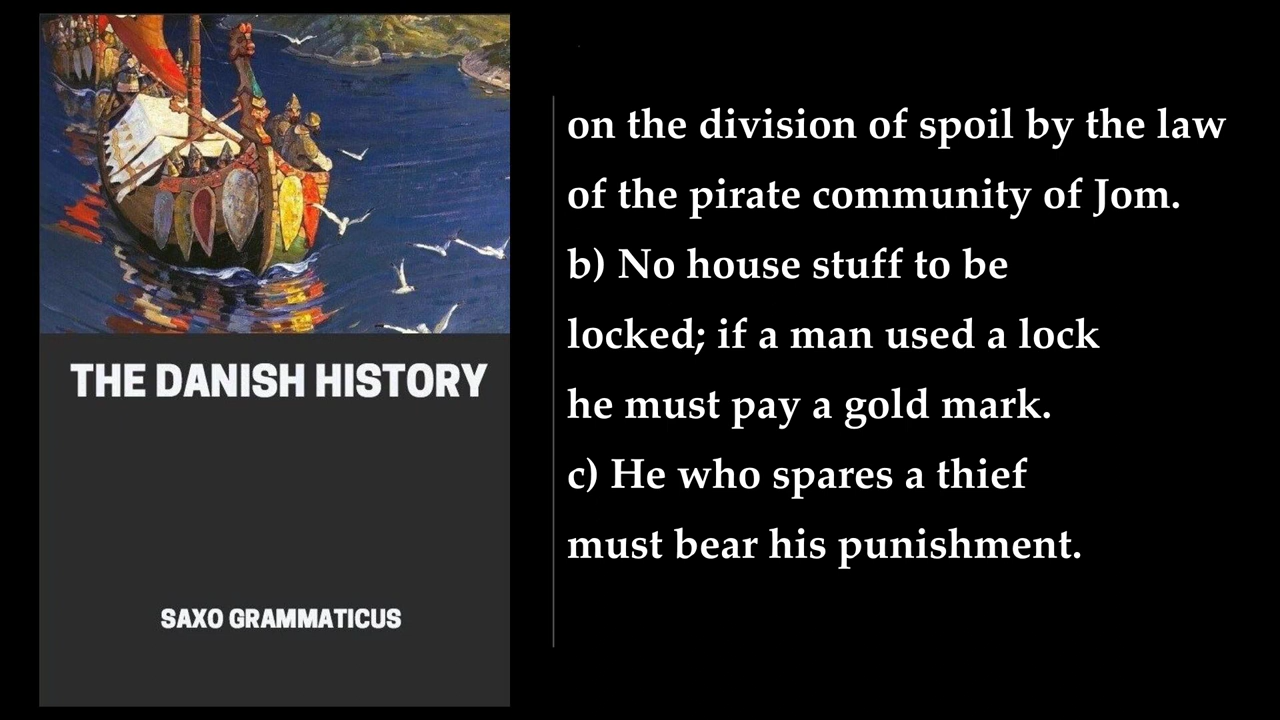 THE DANISH HISTORY
SAXO GRAMMATICUS
on the division of spoil by the law
of the pirate community of Jom.
b) No house stuff to be
locked; if a man used a lock
he must pay a gold mark.
c) He who spares a thief
must bear his punishment.